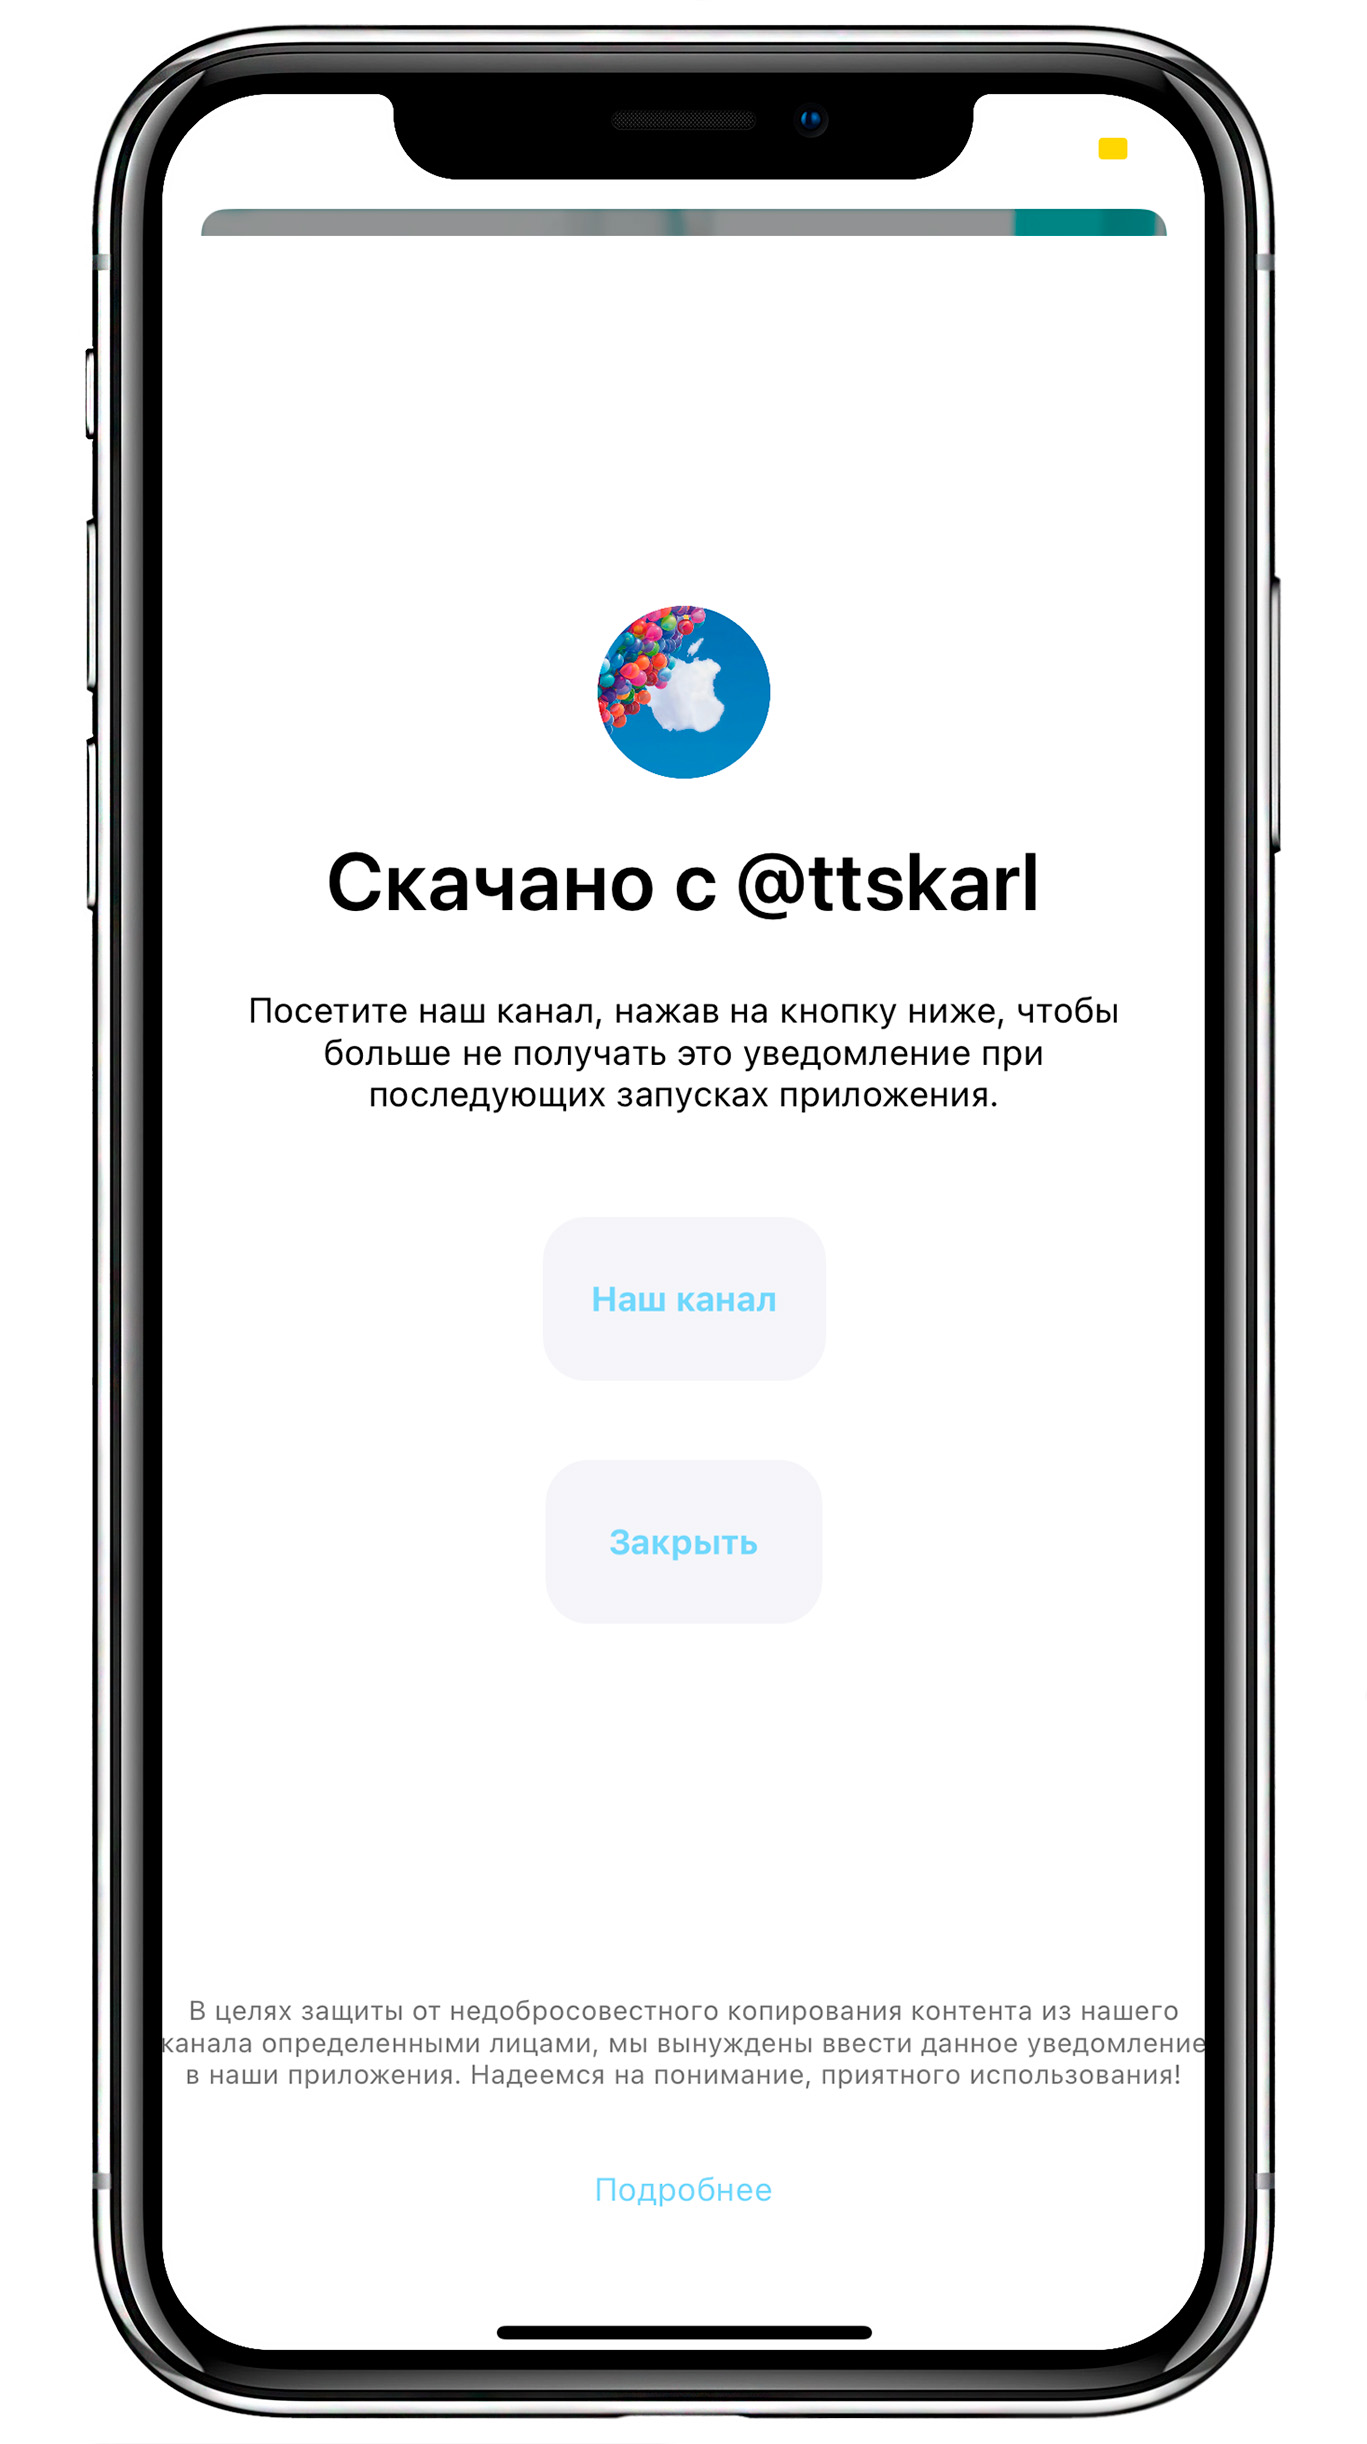 Скачано с @ttskarl
Посетите наш канал, нажав на кнопку ниже, чтобы
больше не получать это уведомление при
последующих запусках приложения.
Наш канал
Закрыть
В целях защиты от недобросовестного копирования контента из нашего
канала определенными лицами, мы вынуждены ввести данное уведомление
в наши приложения. Надеемся на понимание, приятного использования!
Подробнее